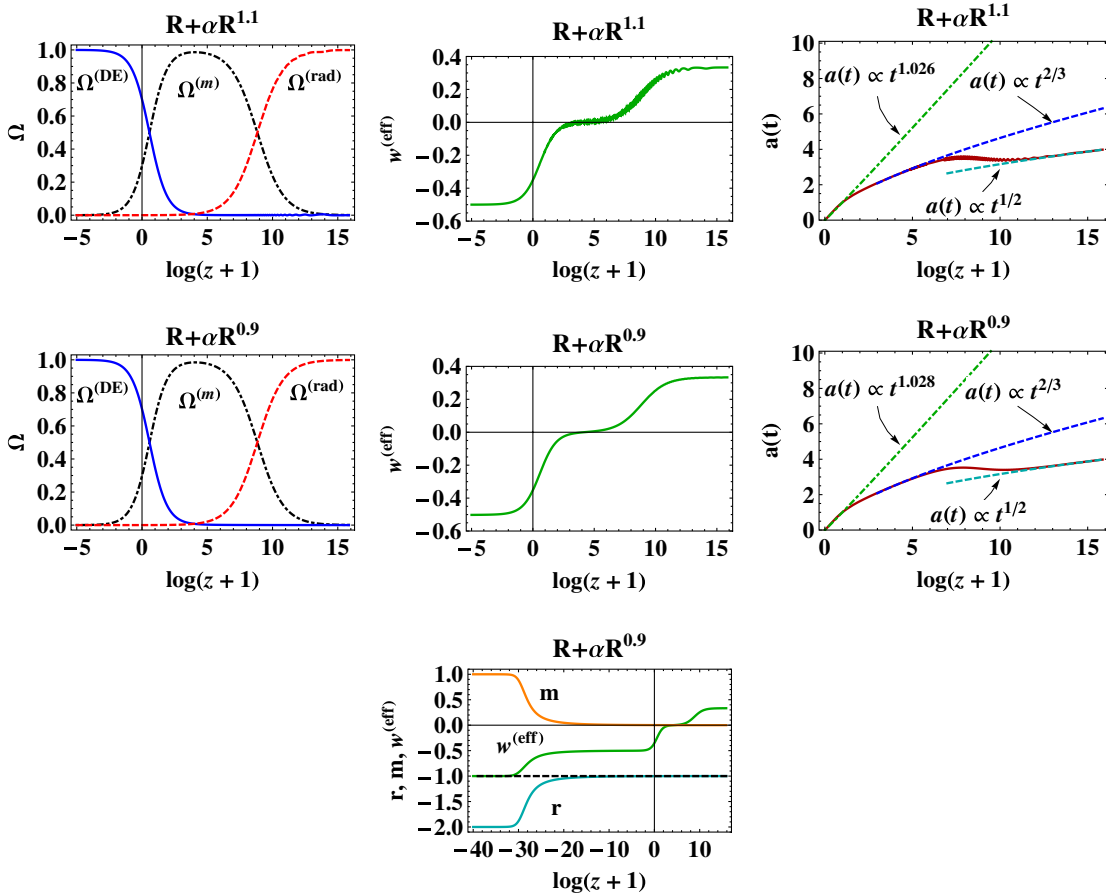 R+αR^1.1
1.0
0.8
0.6
0.4
0.2
0.0
Ω
Ω^(DE)
Ω^(m)
Ω^(rad)
−5 0 5 10 15
log(z + 1)
R+αR^1.1
0.4
0.2
0.0
−0.2
−0.4
−0.6
w^(eff)
−5 0 5 10 15
log(z + 1)
R+αR^1.1
10
8
6
4
2
0
a(t)
a(t) ∝ t^1.026
a(t) ∝ t^2/3
a(t) ∝ t^1/2
0 5 10 15
log(z + 1)
R+αR^0.9
1.0
0.8
0.6
0.4
0.2
0.0
Ω
Ω^(DE)
Ω^(m)
Ω^(rad)
−5 0 5 10 15
log(z + 1)
R+αR^0.9
0.4
0.2
0.0
−0.2
−0.4
−0.6
w^(eff)
−5 0 5 10 15
log(z + 1)
R+αR^0.9
10
8
6
4
2
0
a(t)
a(t) ∝ t^1.028
a(t) ∝ t^2/3
a(t) ∝ t^1/2
0 5 10 15
log(z + 1)
R+αR^0.9
1.0
0.5
0.0
−0.5
−1.0
−1.5
−2.0
r, m, w^(eff)
m
w^(eff)
r
−40 −30 −20 −10 0 10
log(z + 1)